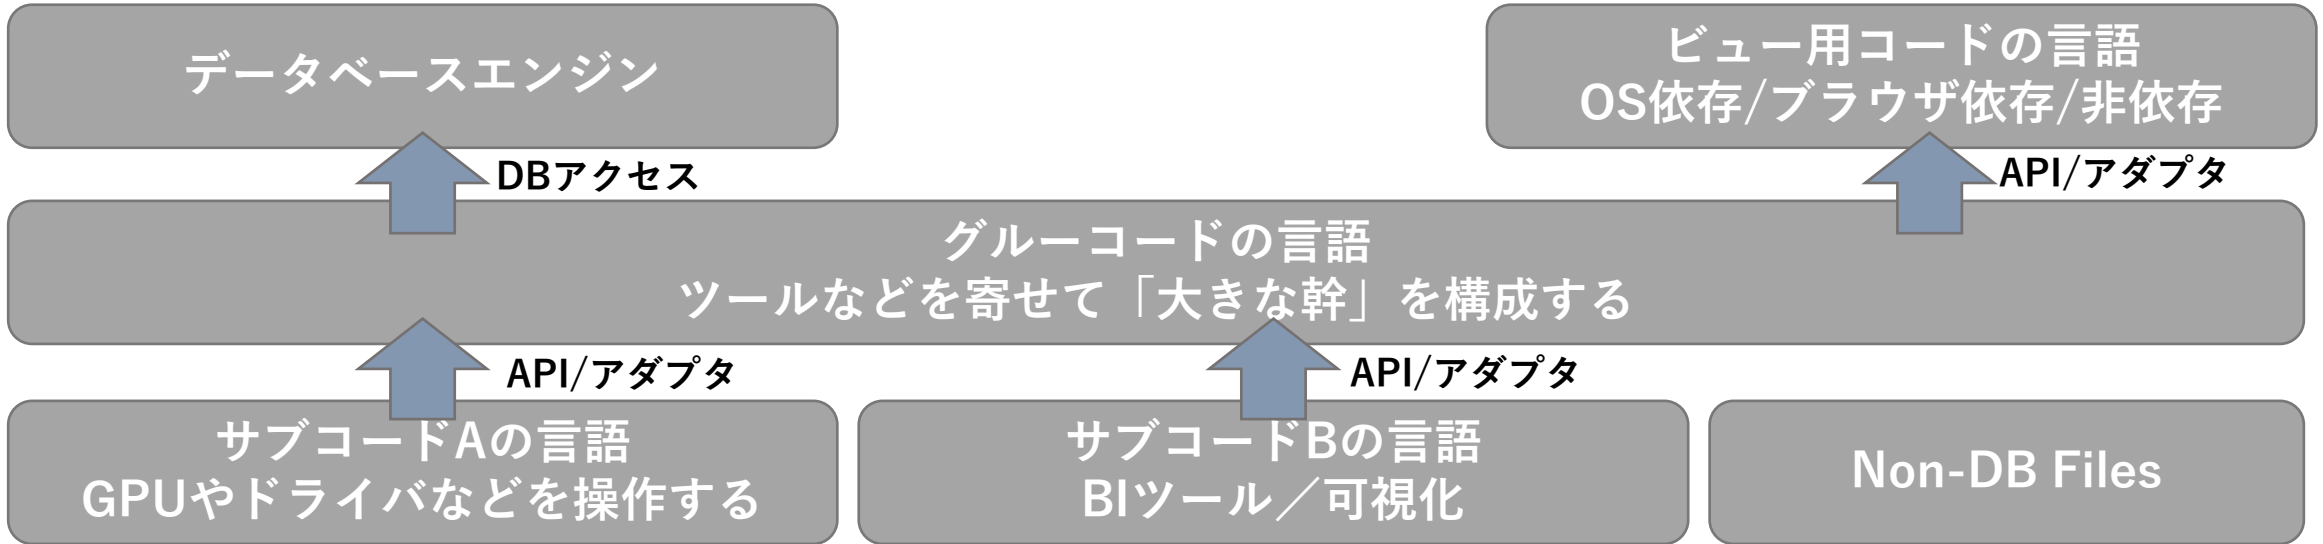 データベースエンジン
ビュー用コードの言語
OS依存/ブラウザ依存/非依存
DBアクセス
API/アダプタ
グルーコードの言語
ツールなどを寄せて「大きな幹」を構成する
API/アダプタ
API/アダプタ
サブコードAの言語
GPUやドライバなどを操作する
サブコードBの言語
BIツール／可視化
Non-DB Files